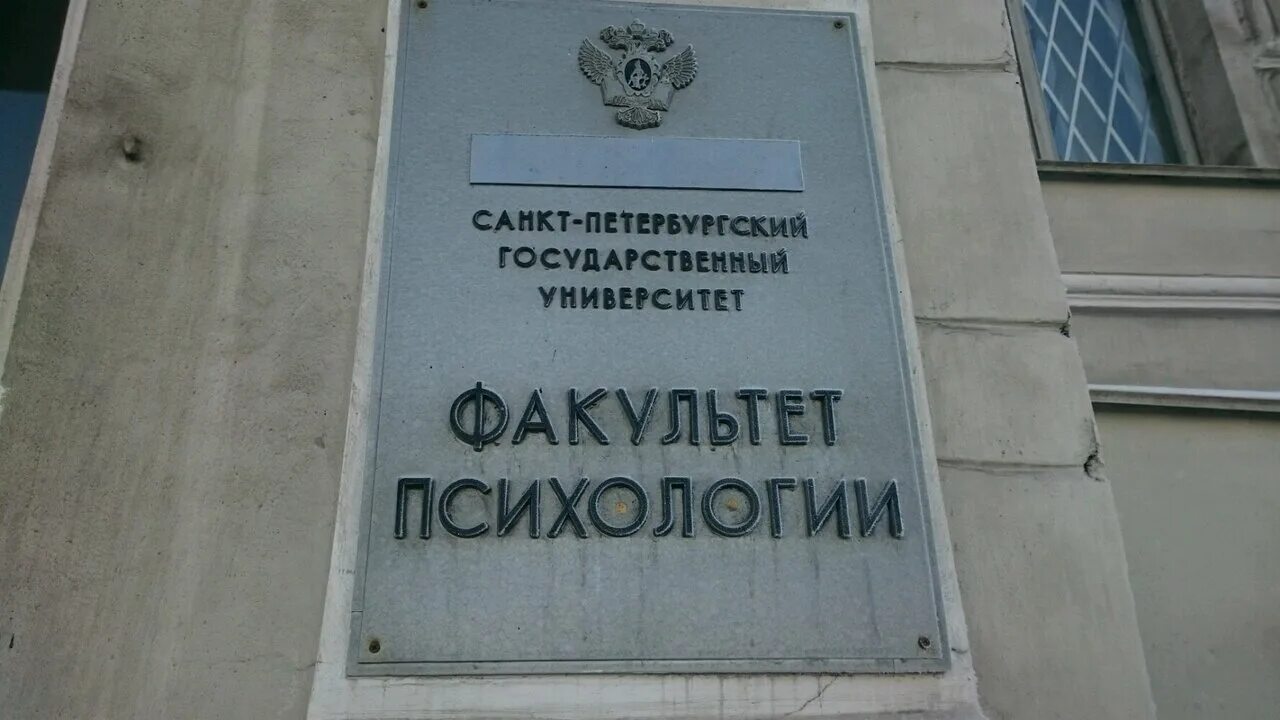 САНКТ-ПЕТЕРБУРГСКИЙ
ГОСУДАРСТВЕННЫЙ
УНИВЕРСИТЕТ
ФАКУЛЬТЕТ
ПСИХОЛОГИИ